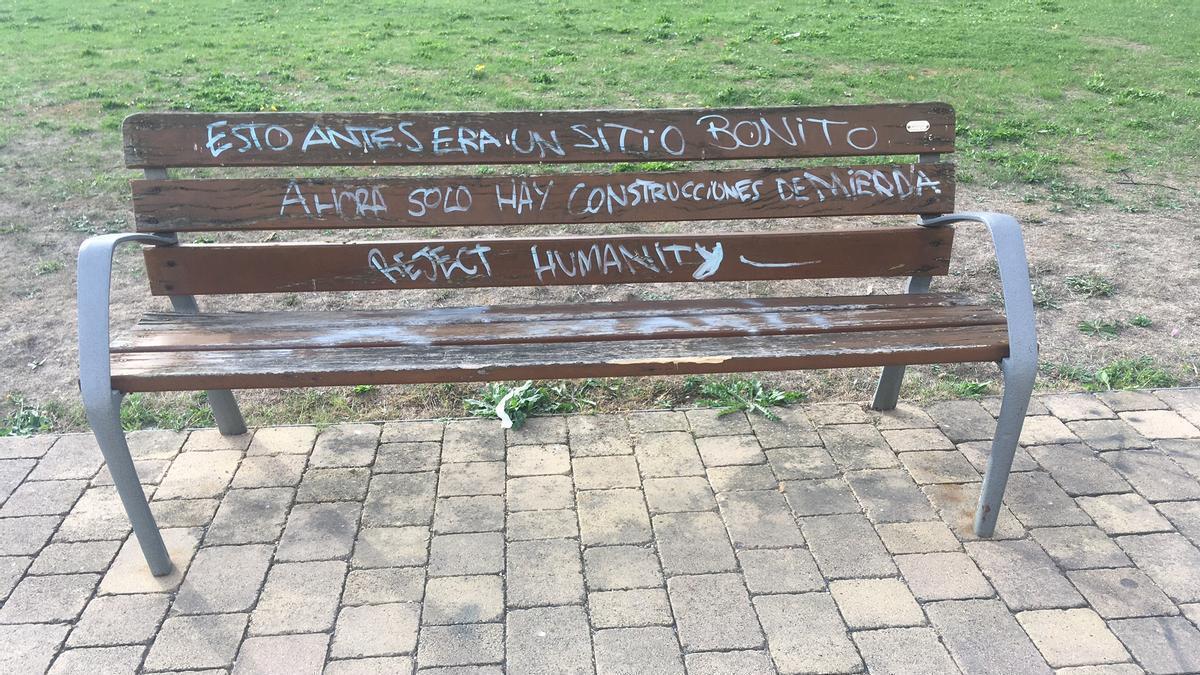 ESTO ANTES ERA UN SITIO BONITO
AHORA SOLO HAY CONSTRUCCIONES DE MIERDA
REJECT HUMANITY